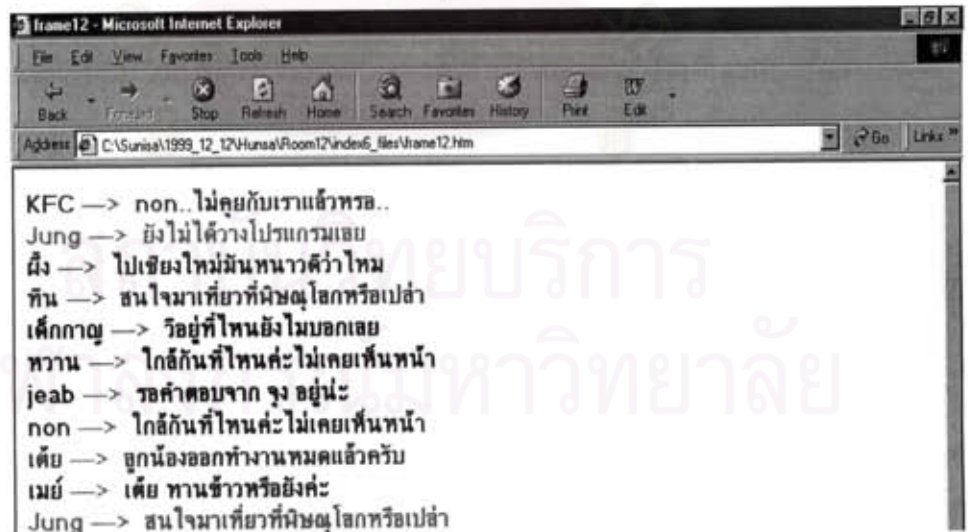 frame12 - Microsoft Internet Explorer
File Edit View Favorites Tools Help
Back Forward Stop Refresh Home Search Favorites History Print Edit
Address C:\Sunisa\1999_12_12\Hunsa\Room12\index6_files\frame12.htm Go Links »
KFC —> non..ไม่คุยกับเราแล้วหรอ..
Jung —> ยังไม่ได้วางโปรแกรมเลย
ผึ้ง —> ไปเชียงใหม่มันหนาวดีว่าไหม
ทิน —> สนใจมาเที่ยวที่พิษณุโลกหรือเปล่า
เด็กกาญ —> วีอยู่ที่ไหนยังไมบอกเลย
หวาน —> ใกล้กันที่ไหนค่ะไม่เคยเห็นหน้า
jeab —> รอคำตอบจาก จุง อยู่น่ะ
non —> ใกล้กันที่ไหนค่ะไม่เคยเห็นหน้า
เต้ย —> ลูกน้องออกทำงานหมดแล้วครับ
เมย์ —> เต้ย ทานข้าวหรือยังค่ะ
Jung —> สนใจมาเที่ยวที่พิษณุโลกหรือเปล่า